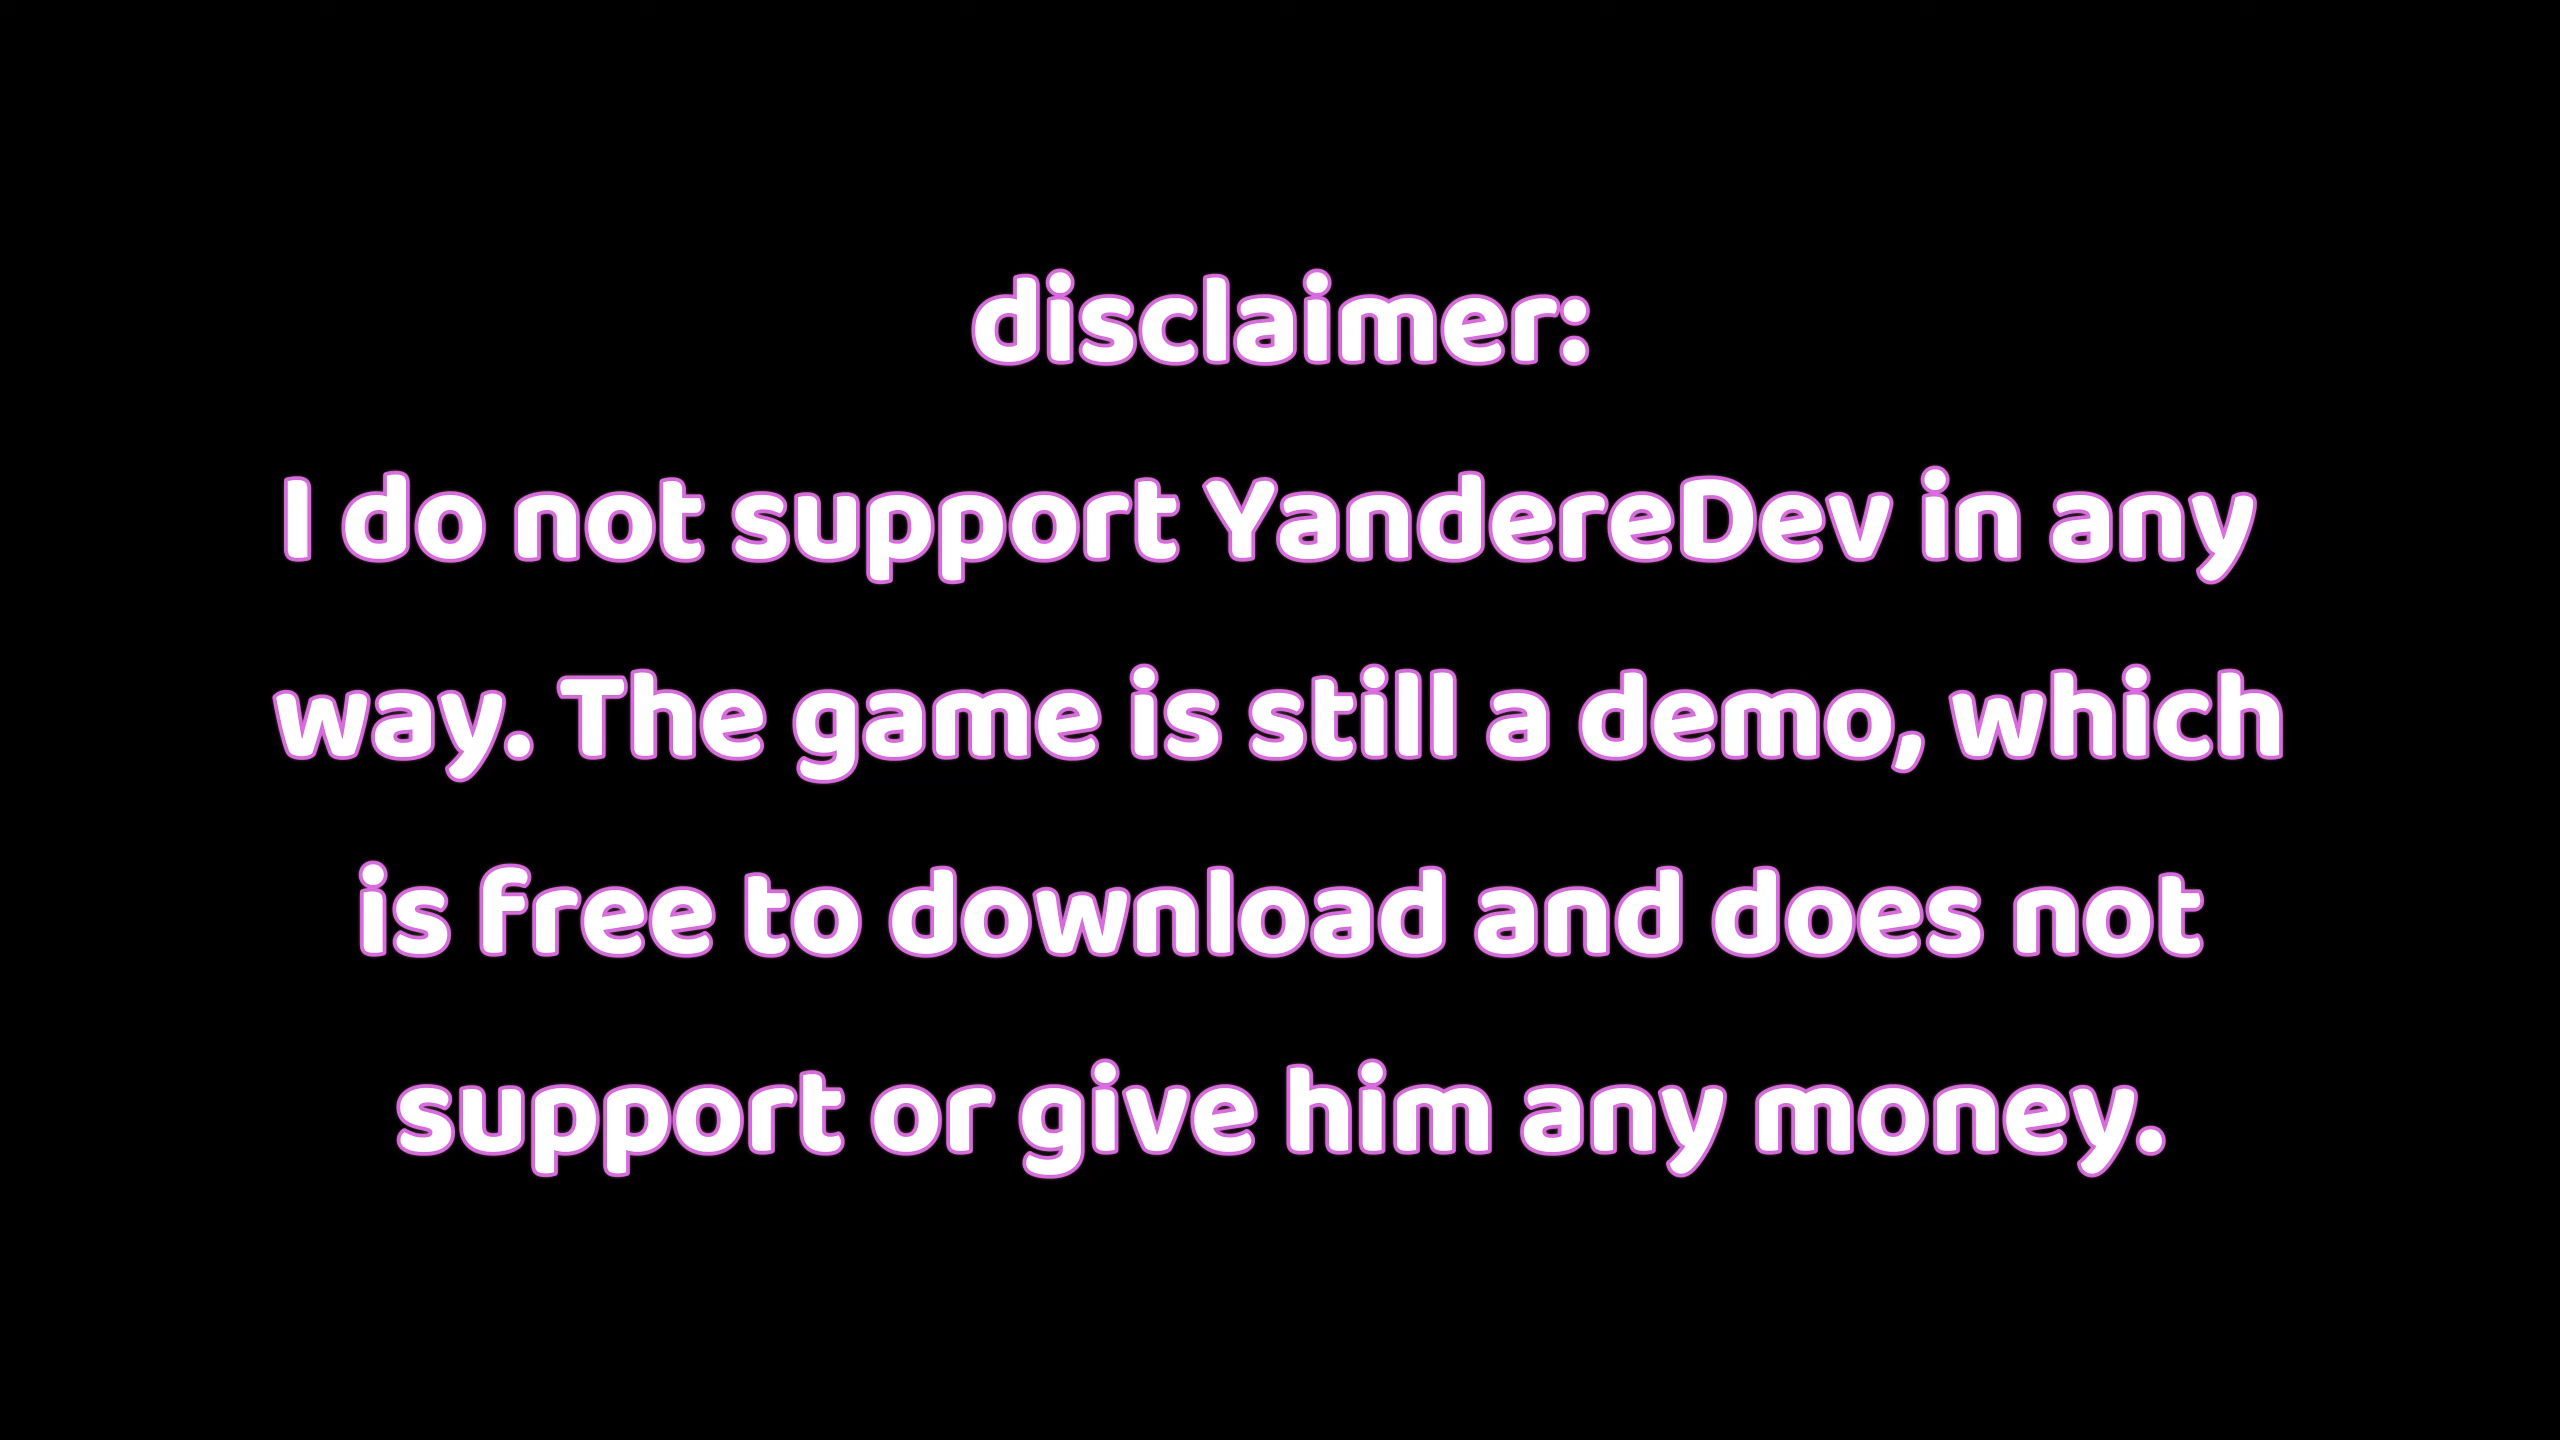 disclaimer:
I do not support YandereDev in any
way. The game is still a demo, which
is free to download and does not
support or give him any money.